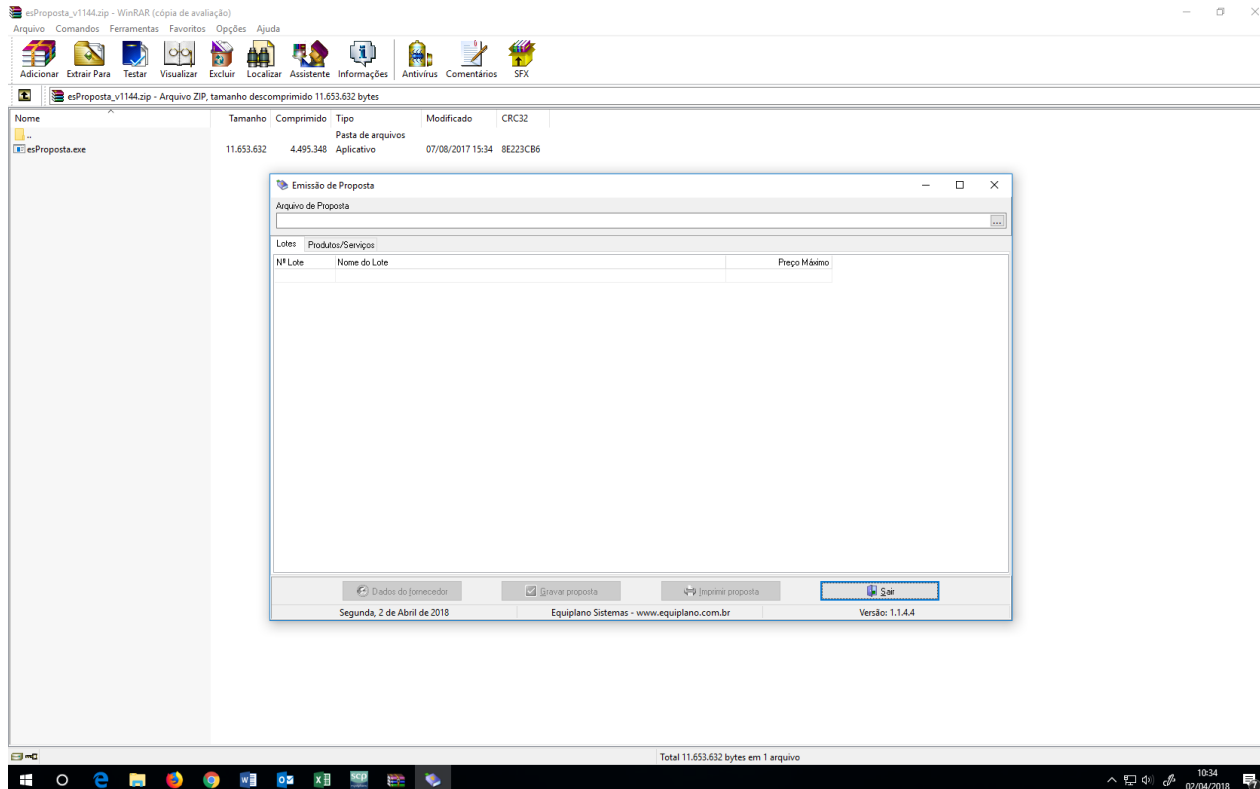 esProposta_v1144.zip - WinRAR (cópia de avaliação)
Arquivo Comandos Ferramentas Favoritos Opções Ajuda
Adicionar Extrair Para Testar Visualizar Excluir Localizar Assistente Informações Antivírus Comentários SFX
esProposta_v1144.zip - Arquivo ZIP, tamanho descomprimido 11.653.632 bytes
Nome Tamanho Comprimido Tipo Modificado CRC32
.. Pasta de arquivos
esProposta.exe 11.653.632 4.495.348 Aplicativo 07/08/2017 15:34 8E223CB6
Emissão de Proposta
Arquivo de Proposta
...
Lotes Produtos/Serviços
Nº Lote Nome do Lote Preço Máximo
Dados do fornecedor Gravar proposta Imprimir proposta Sair
Segunda, 2 de Abril de 2018 Equiplano Sistemas - www.equiplano.com.br Versão: 1.1.4.4
Total 11.653.632 bytes em 1 arquivo
scp
10:34
02/04/2018